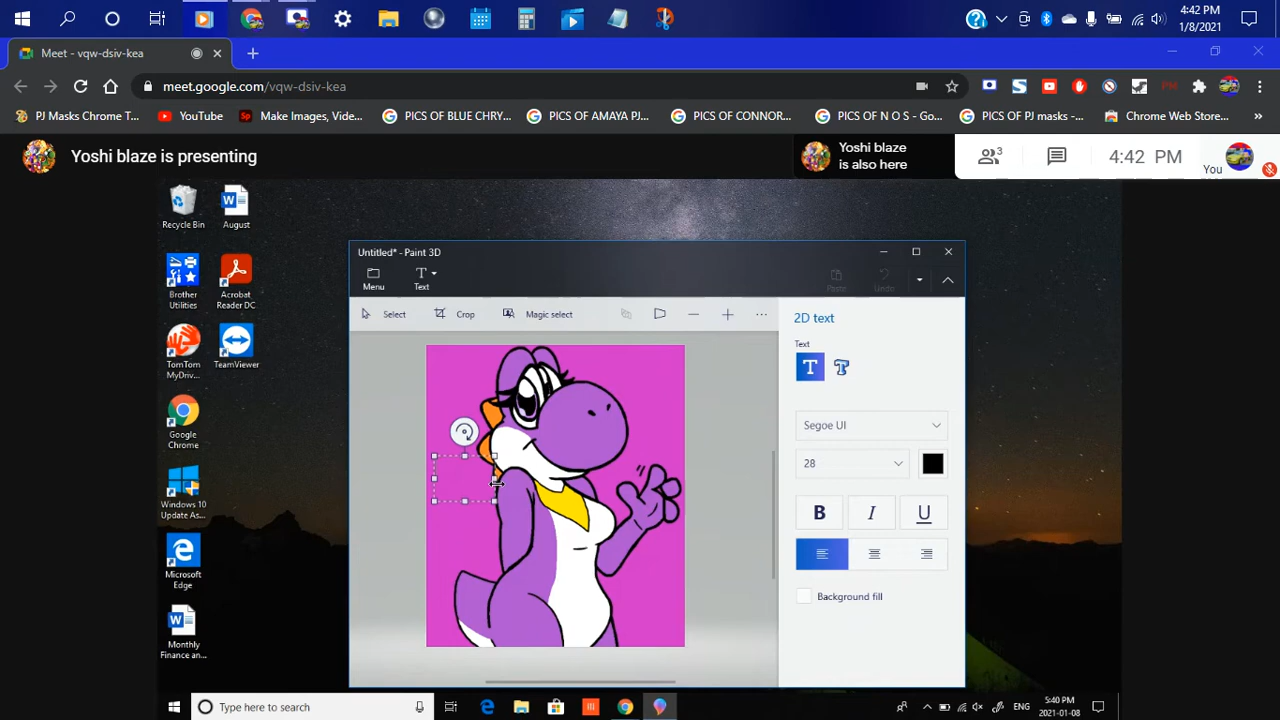 4:42 PM
1/8/2021
Meet - vqw-dsiv-kea
meet.google.com/vqw-dsiv-kea
PJ Masks Chrome T...
YouTube
Sp
Make Images, Vide...
PICS OF BLUE CHRY...
PICS OF AMAYA PJ...
PICS OF CONNOR...
PICS OF N O S - Go...
PICS OF PJ masks -...
Chrome Web Store...
»
Yoshi blaze is presenting
Yoshi blaze
is also here
3
4:42 PM
You
Recycle Bin
August
Brother
Utilities
Acrobat
Reader DC
TomTom
MyDriv...
TeamViewer
Google
Chrome
Windows 10
Update As...
Microsoft
Edge
Monthly
Finance an...
Untitled* - Paint 3D
Menu
Text
Paste
Undo
Select
Crop
Magic select
2D text
Text
Segoe UI
28
B
I
U
Background fill
Type here to search
ENG
5:40 PM
2021-01-08